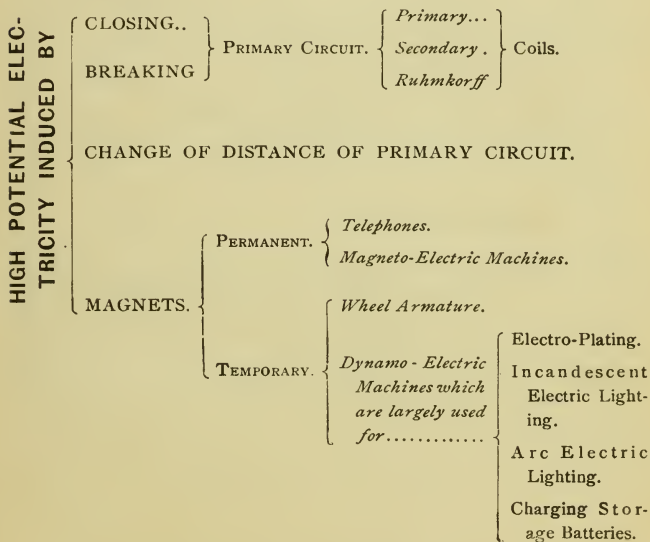 HIGH POTENTIAL ELEC-
TRICITY INDUCED BY
CLOSING..
BREAKING
PRIMARY CIRCUIT.
Primary...
Secondary .
Ruhmkorff
Coils.
CHANGE OF DISTANCE OF PRIMARY CIRCUIT.
MAGNETS.
PERMANENT.
Telephones.
Magneto-Electric Machines.
TEMPORARY.
Wheel Armature.
Dynamo - Electric
Machines which
are largely used
for.............
Electro-Plating.
Incandescent
Electric Light-
ing.
Arc Electric
Lighting.
Charging Stor-
age Batteries.